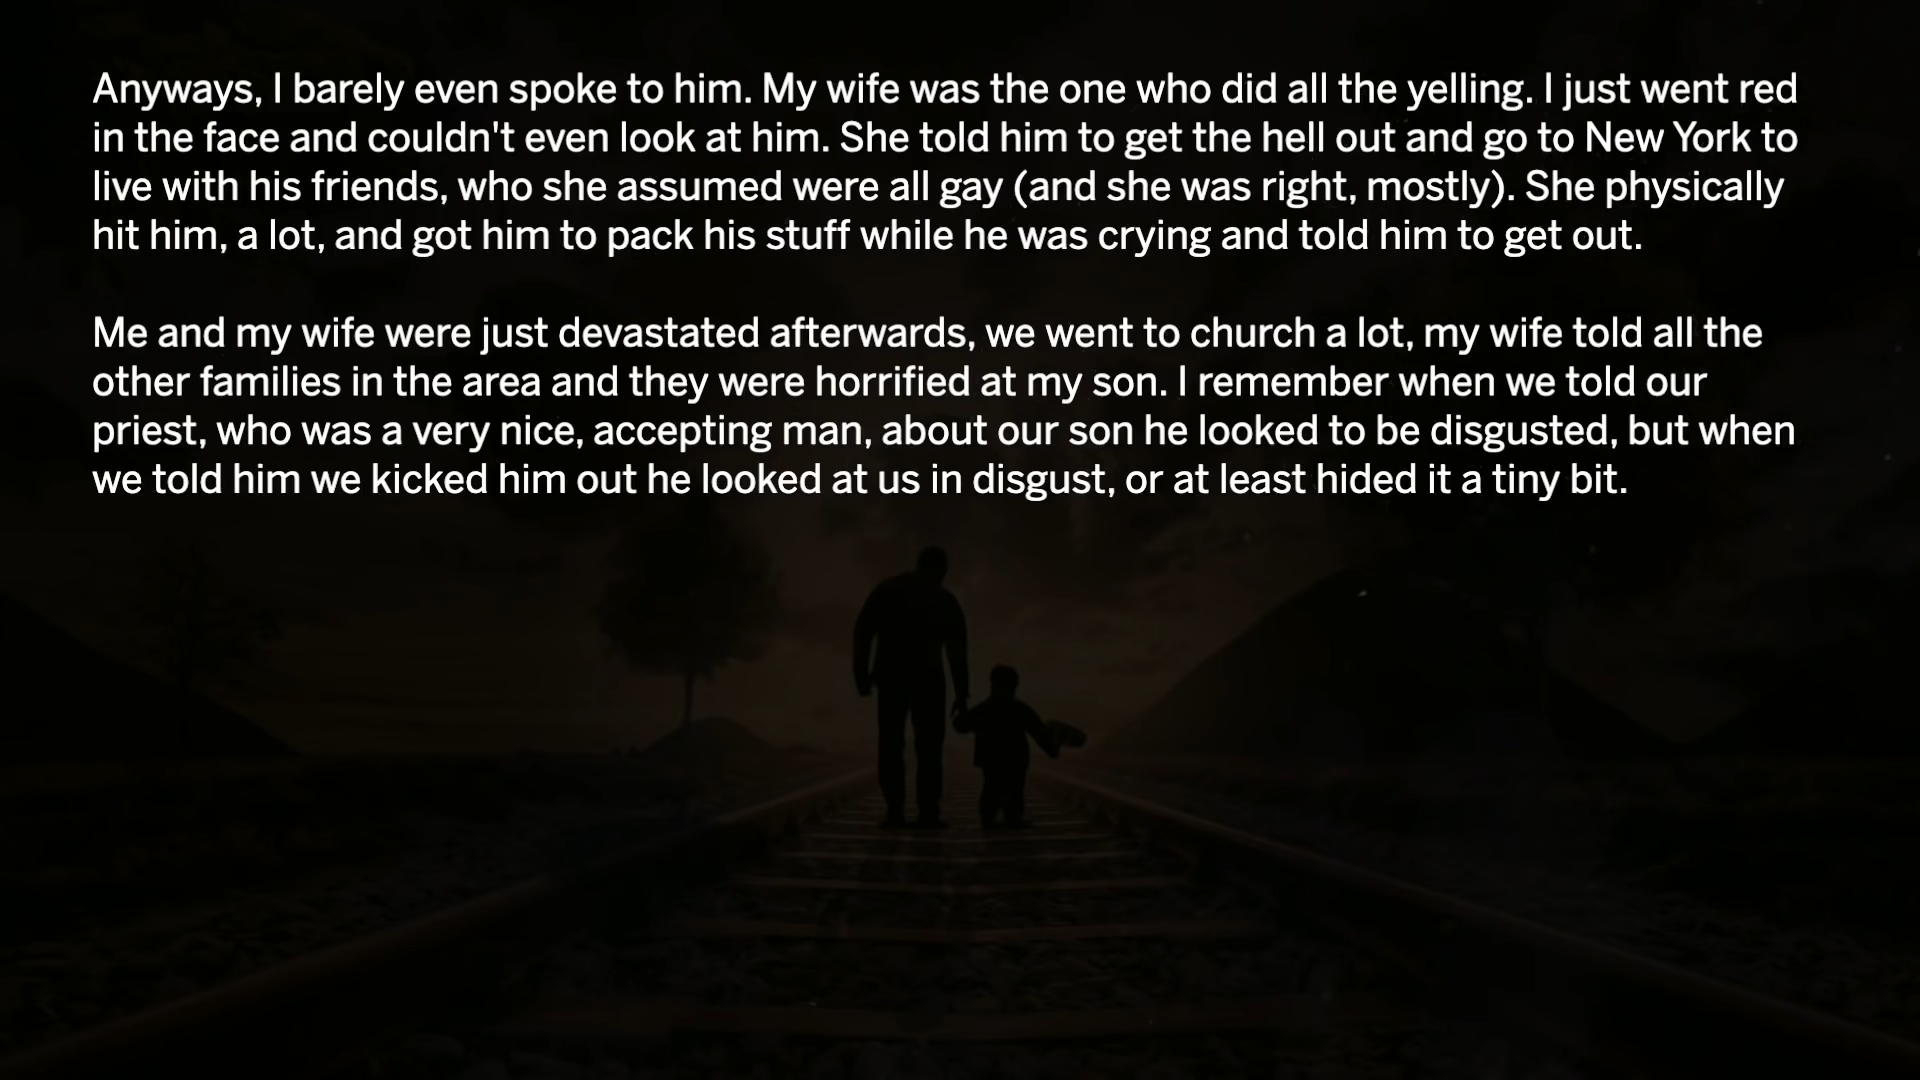 Anyways, I barely even spoke to him. My wife was the one who did all the yelling. I just went red
in the face and couldn't even look at him. She told him to get the hell out and go to New York to
live with his friends, who she assumed were all gay (and she was right, mostly). She physically
hit him, a lot, and got him to pack his stuff while he was crying and told him to get out.
Me and my wife were just devastated afterwards, we went to church a lot, my wife told all the
other families in the area and they were horrified at my son. I remember when we told our
priest, who was a very nice, accepting man, about our son he looked to be disgusted, but when
we told him we kicked him out he looked at us in disgust, or at least hided it a tiny bit.